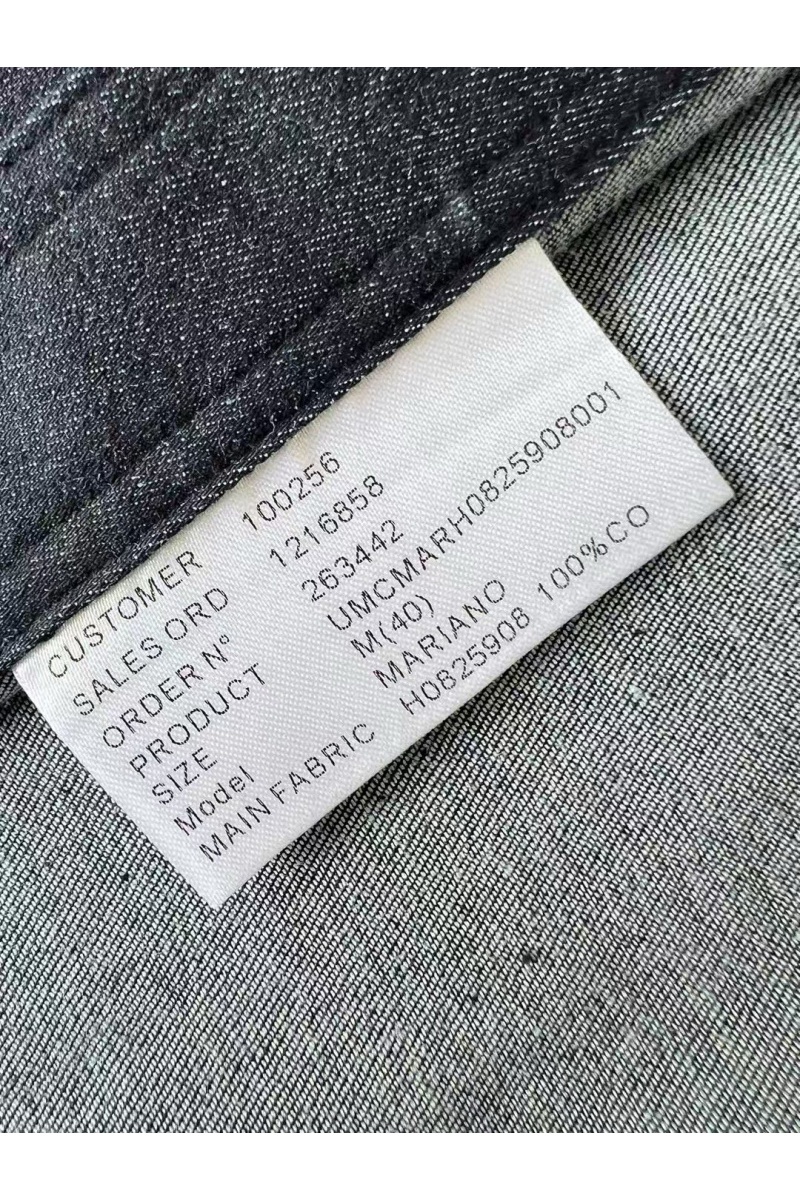 CUSTOMER 100256
SALES ORD 1216858
ORDER N° 263442
PRODUCT UMCMARH0825908001
SIZE M(40)
Model MARIANO
MAIN FABRIC H0825908 100%CO